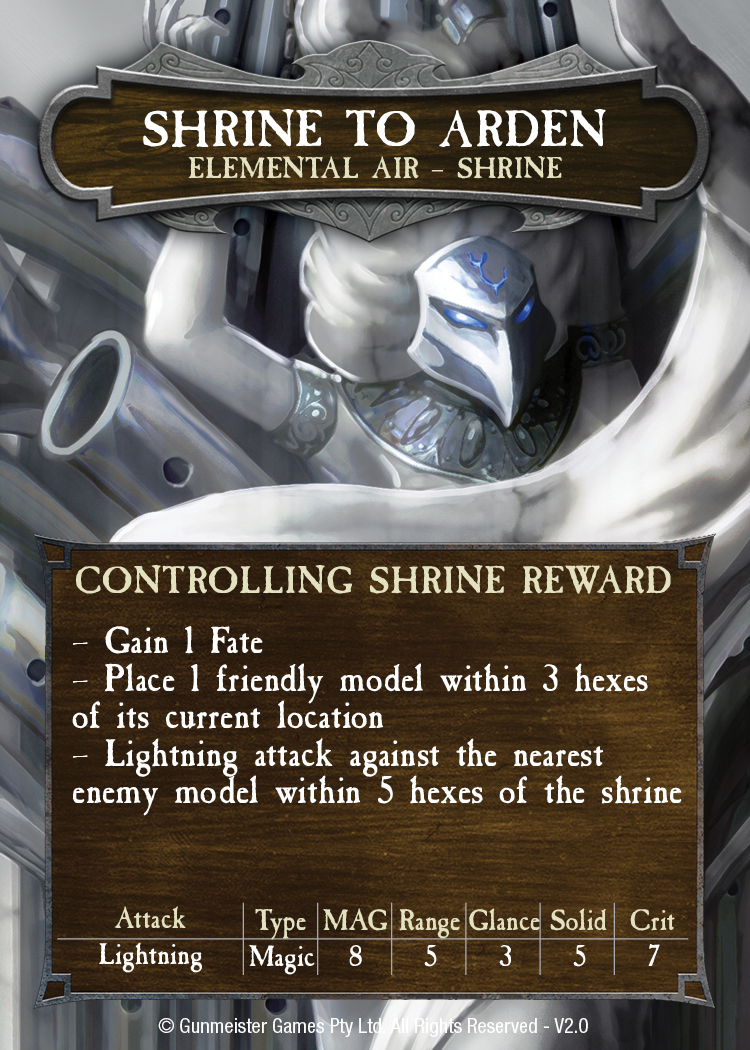 SHRINE TO ARDEN
ELEMENTAL AIR – SHRINE
CONTROLLING SHRINE REWARD
– Gain 1 Fate
– Place 1 friendly model within 3 hexes
of its current location
– Lightning attack against the nearest
enemy model within 5 hexes of the shrine
Attack Type MAG Range Glance Solid Crit
Lightning Magic 8 5 3 5 7
© Gunmeister Games Pty Ltd. All Rights Reserved - V2.0